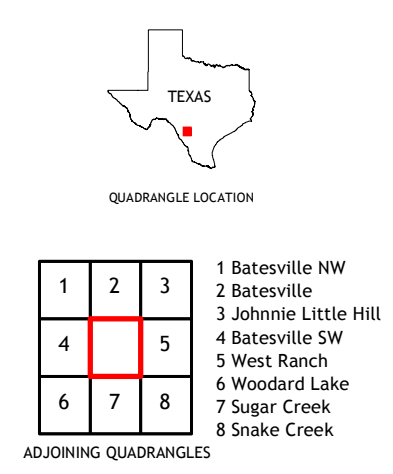 TEXAS
QUADRANGLE LOCATION
1 2 3
4 5
6 7 8
1 Batesville NW
2 Batesville
3 Johnnie Little Hill
4 Batesville SW
5 West Ranch
6 Woodard Lake
7 Sugar Creek
8 Snake Creek
ADJOINING QUADRANGLES